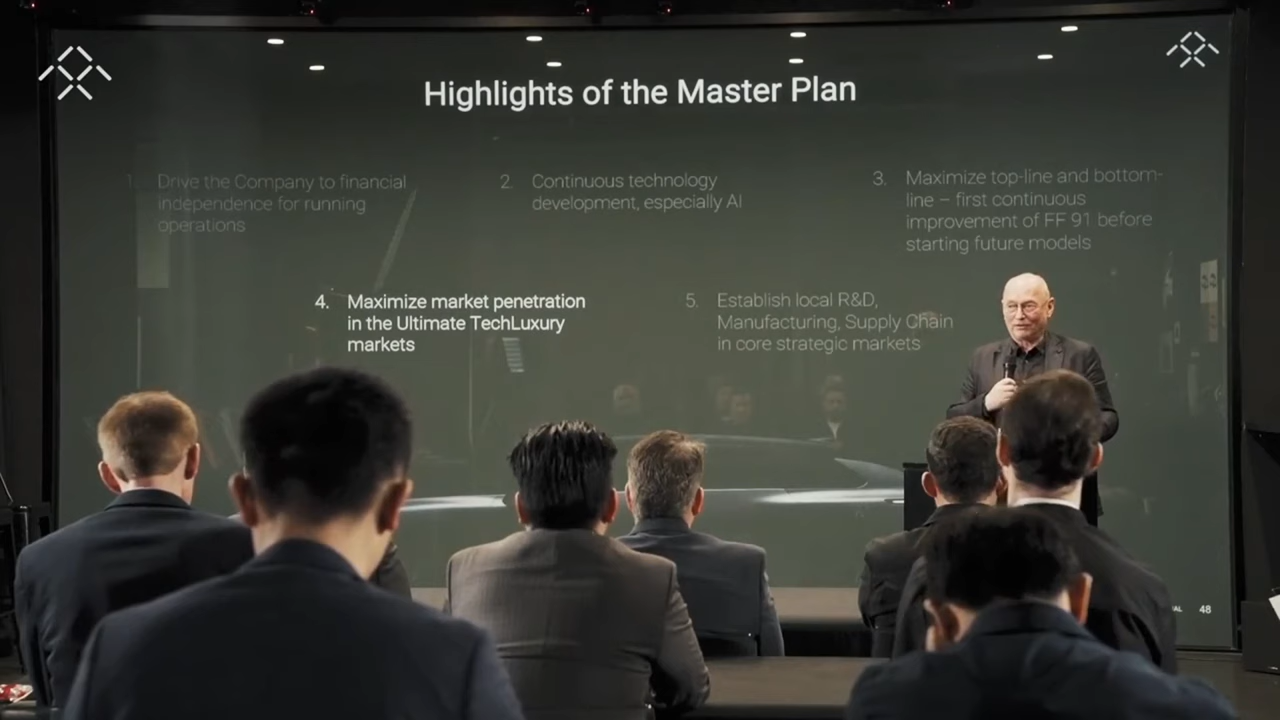 Highlights of the Master Plan
1. Drive the Company to financial
independence for running
operations
2. Continuous technology
development, especially AI
3. Maximize top-line and bottom-
line – first continuous
improvement of FF 91 before
starting future models
4. Maximize market penetration
in the Ultimate TechLuxury
markets
5. Establish local R&D,
Manufacturing, Supply Chain
in core strategic markets
48